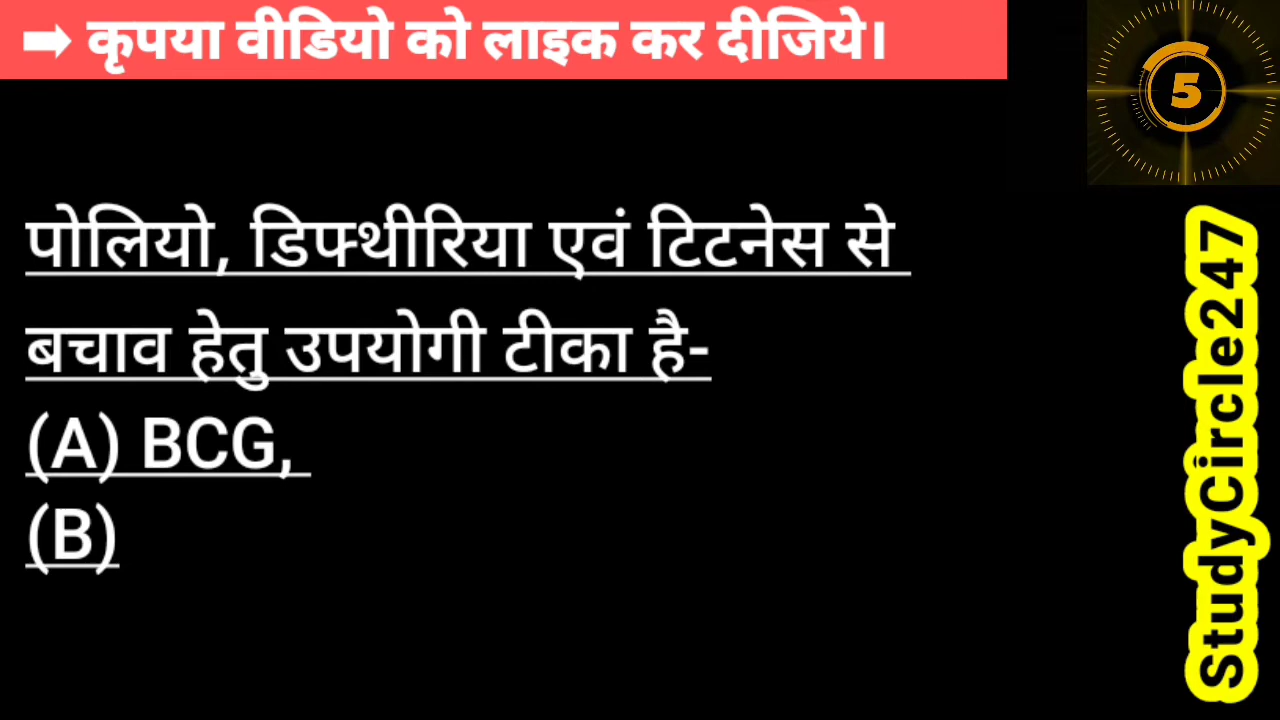 ➡ कृपया वीडियो को लाइक कर दीजिये।
5
पोलियो, डिफ्थीरिया एवं टिटनेस से
बचाव हेतु उपयोगी टीका है-
(A) BCG,
(B)
StudyCircle247